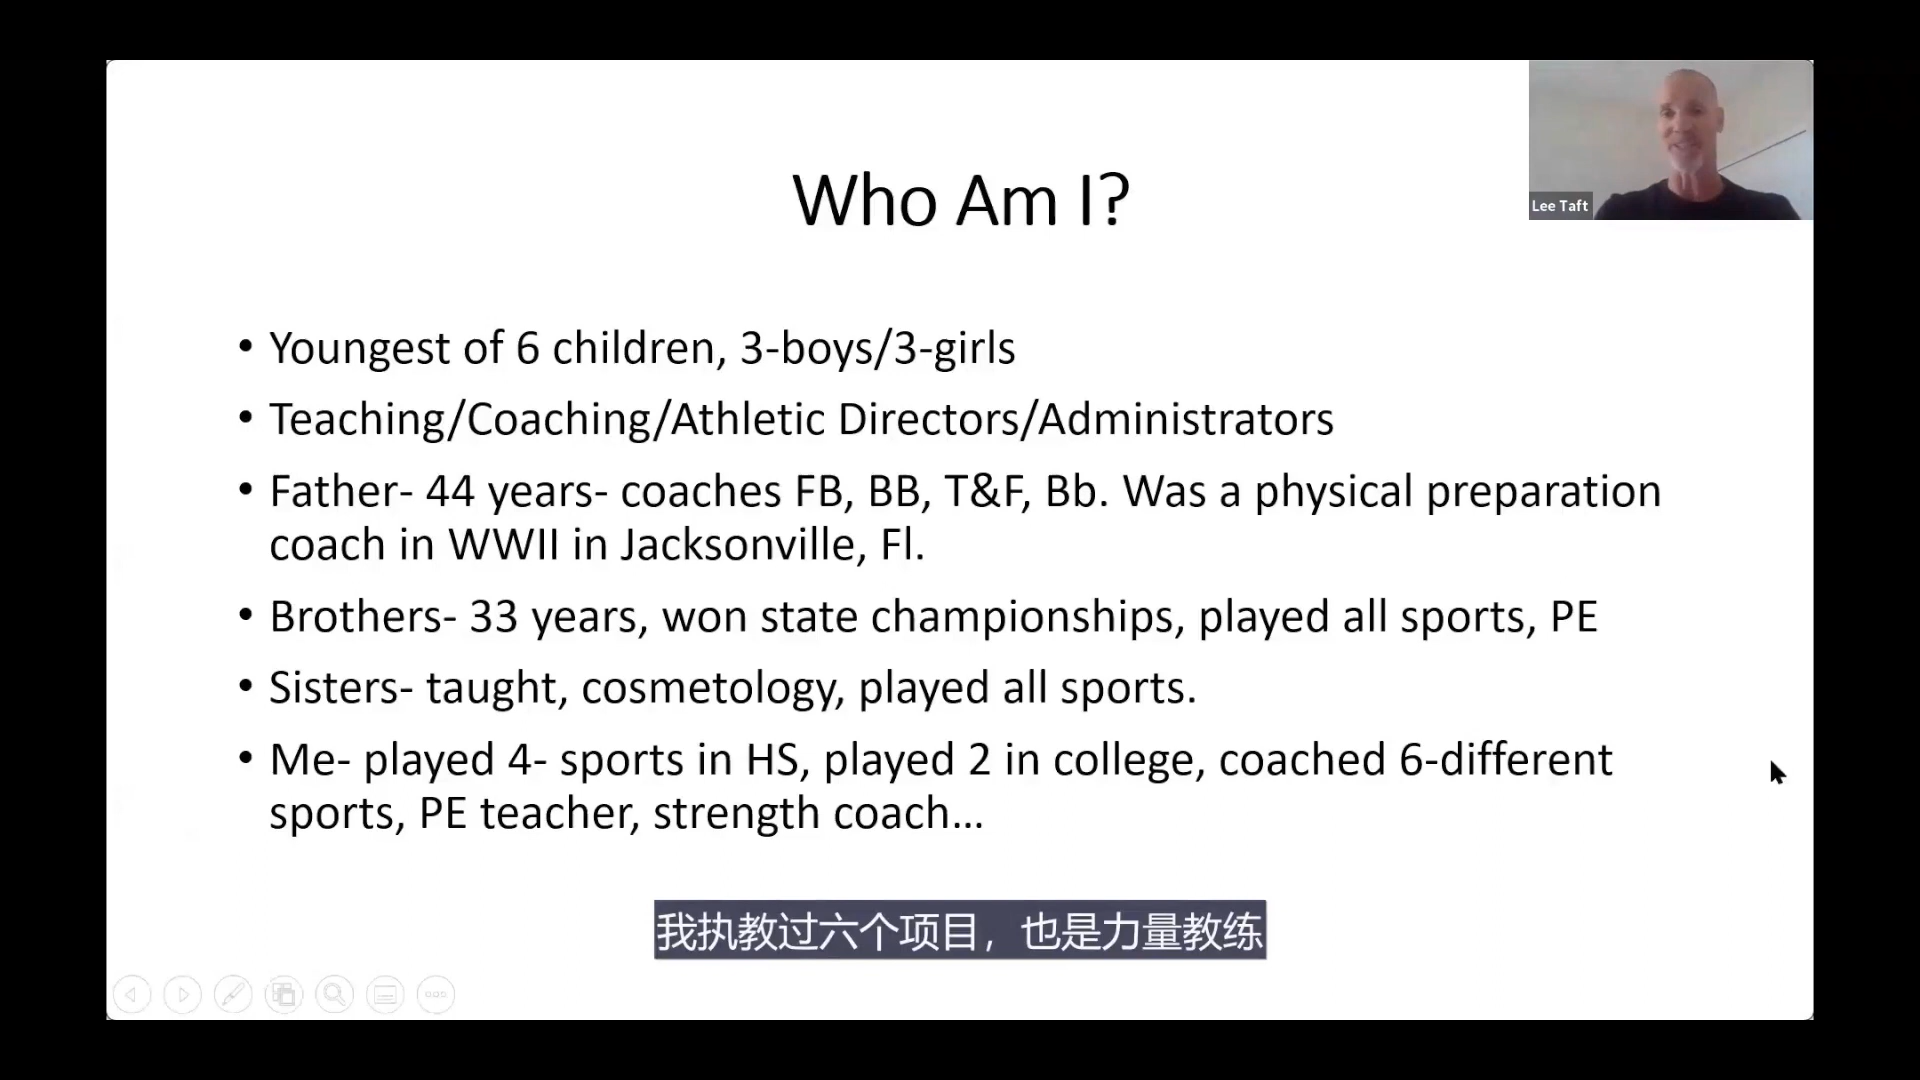 Who Am I?
Lee Taft
• Youngest of 6 children, 3-boys/3-girls
• Teaching/Coaching/Athletic Directors/Administrators
• Father- 44 years- coaches FB, BB, T&F, Bb. Was a physical preparation
coach in WWII in Jacksonville, Fl.
• Brothers- 33 years, won state championships, played all sports, PE
• Sisters- taught, cosmetology, played all sports.
• Me- played 4- sports in HS, played 2 in college, coached 6-different
sports, PE teacher, strength coach...
我执教过六个项目，也是力量教练